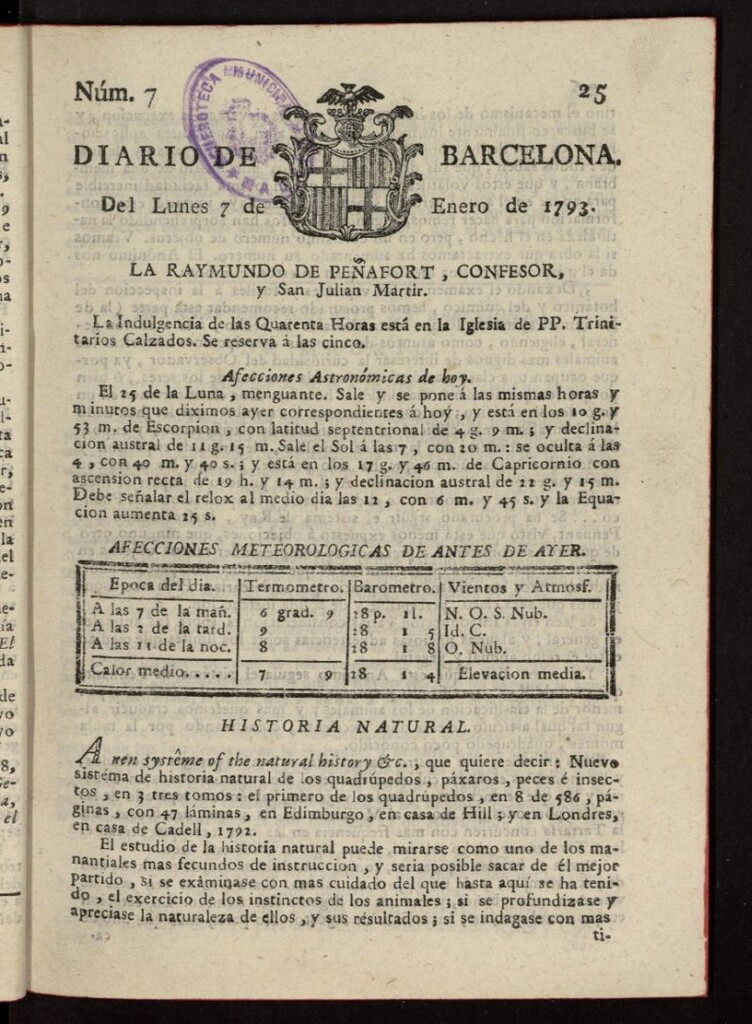 Núm. 7
25
HEMEROTECA MUNICIPAL
DIARIO DE BARCELONA.
Del Lunes 7 de Enero de 1793.
LA RAYMUNDO DE PEÑAFORT, CONFESOR,
y San Julian Martir.
La Indulgencia de las Quarenta Horas está en la Iglesia de PP. Trini-
tarios Calzados. Se reserva á las cinco.
Afecciones Astronómicas de hoy.
El 25 de la Luna, menguante. Sale y se pone á las mismas horas y
minutos que diximos ayer correspondientes á hoy, y está en los 10 g. y
53 m. de Escorpion, con latitud septentrional de 4 g. 9 m.; y declina-
cion austral de 11 g. 15 m. Sale el Sol á las 7, con 20 m.: se oculta á las
4, con 40 m. y 40 s.; y está en los 17 g. y 46 m. de Capricornio con
ascension recta de 19 h. y 14 m.; y declinacion austral de 22 g. y 15 m.
Debe señalar el relox al medio dia las 12, con 6 m. y 45 s. y la Equa-
cion aumenta 25 s.
AFECCIONES METEOROLOGICAS DE ANTES DE AYER.
Epoca del dia. Termometro. Barometro. Vientos y Atmosf.
A las 7 de la mañ. 6 grad. 9 28 p. 1 l. N. O. S. Nub.
A las 2 de la tard. 9 28 1 5 Id. C.
A las 11 de la noc. 8 28 1 8 O. Nub.
Calor medio..... 7 9 28 1 4 Elevacion media.
HISTORIA NATURAL.
A nen systême of the natural history &c., que quiere decir: Nuevo
sistéma de historia natural de los quadrúpedos, páxaros, peces é insec-
tos, en 3 tres tomos: el primero de los quadrúpedos, en 8 de 586, pá-
ginas, con 47 láminas, en Edimburgo, en casa de Hill; y en Londres,
en casa de Cadell, 1792.
El estudio de la historia natural puede mirarse como uno de los ma-
nantiales mas fecundos de instruccion, y seria posible sacar de él mejor
partido, si se exâminase con mas cuidado del que hasta aquí se ha teni-
do, el exercicio de los instinctos de los animales; si se profundizase y
apreciase la naturaleza de ellos, y sus resultados; si se indagase con mas
ti-